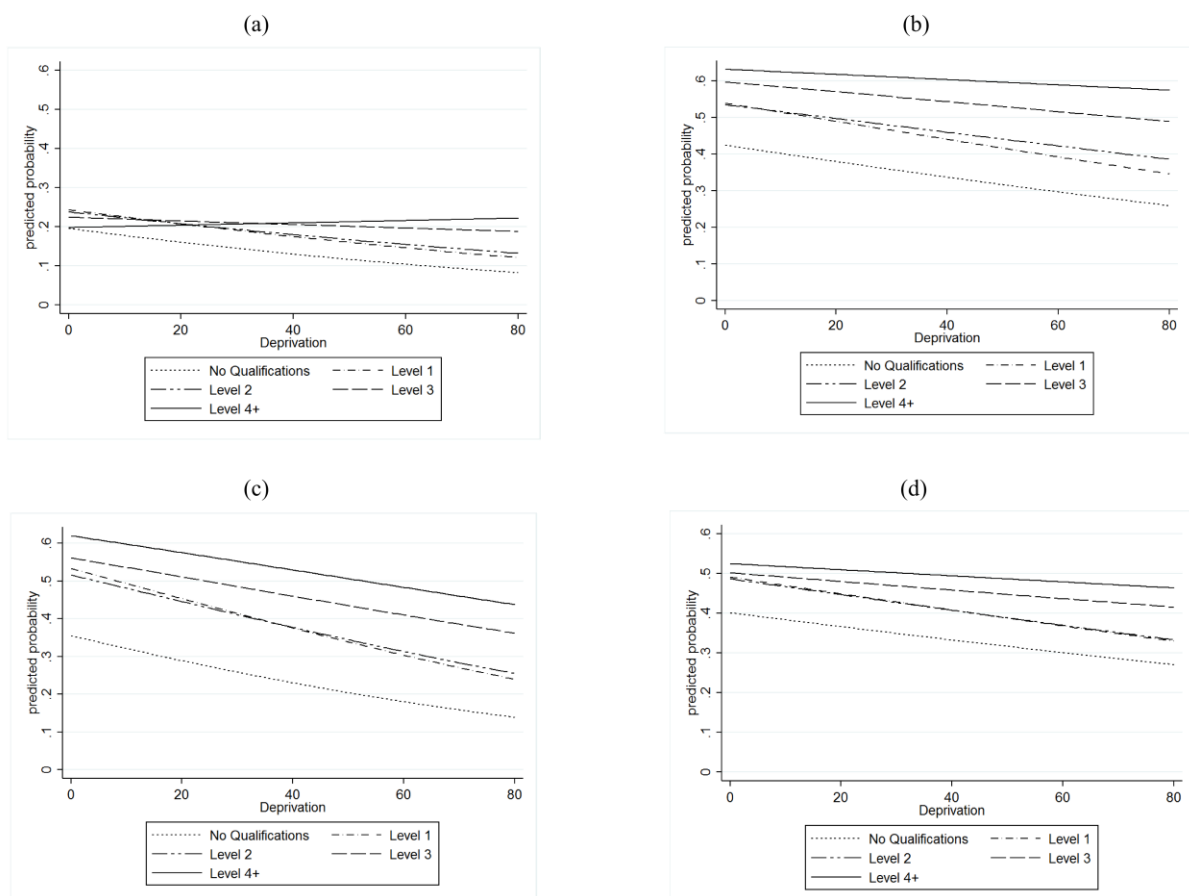 (a)
predicted probability
.6
.5
.4
.3
.2
.1
0
0 20 40 60 80
Deprivation
No Qualifications Level 1
Level 2 Level 3
Level 4+
(b)
predicted probability
.6
.5
.4
.3
.2
.1
0
0 20 40 60 80
Deprivation
No Qualifications Level 1
Level 2 Level 3
Level 4+
(c)
predicted probability
.6
.5
.4
.3
.2
.1
0
0 20 40 60 80
Deprivation
No Qualifications Level 1
Level 2 Level 3
Level 4+
(d)
predicted probability
.6
.5
.4
.3
.2
.1
0
0 20 40 60 80
Deprivation
No Qualifications Level 1
Level 2 Level 3
Level 4+